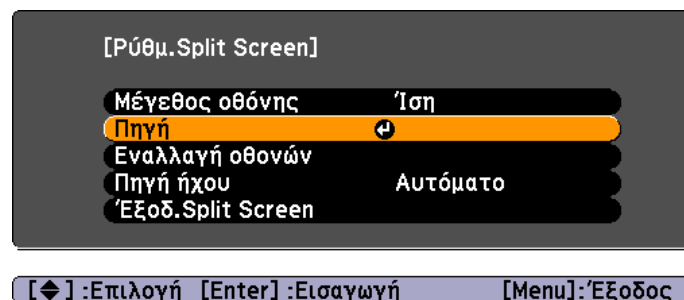 [Ρύθμ.Split Screen]
Μέγεθος οθόνης Ίση
Πηγή
Εναλλαγή οθονών
Πηγή ήχου Αυτόματο
Έξοδ.Split Screen
[◆] :Επιλογή [Enter] :Εισαγωγή [Menu]:Έξοδος